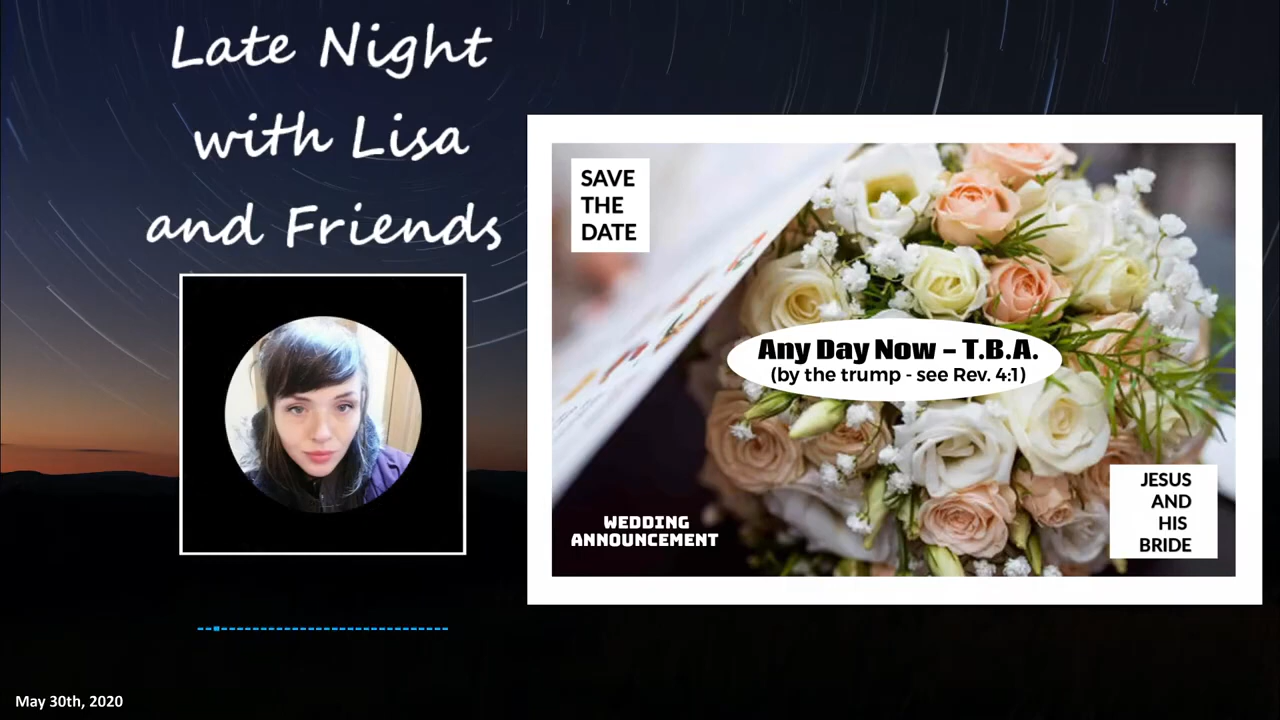 Late Night
with Lisa
and Friends
SAVE
THE
DATE
Any Day Now - T.B.A.
(by the trump - see Rev. 4:1)
WEDDING
ANNOUNCEMENT
JESUS
AND
HIS
BRIDE
May 30th, 2020